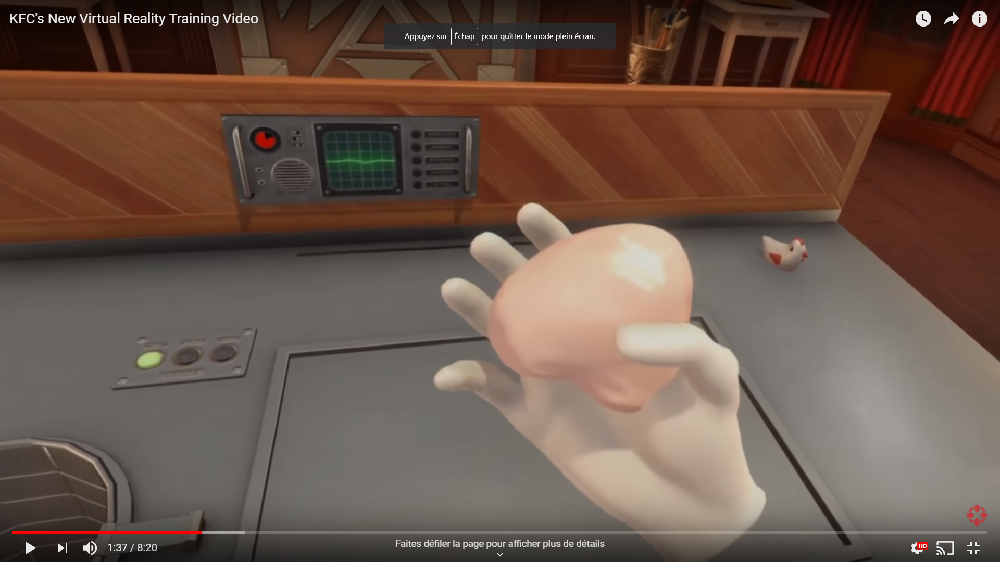 KFC's New Virtual Reality Training Video
Appuyez sur Échap pour quitter le mode plein écran.
HD
1:37 / 8:20
Faites défiler la page pour afficher plus de détails